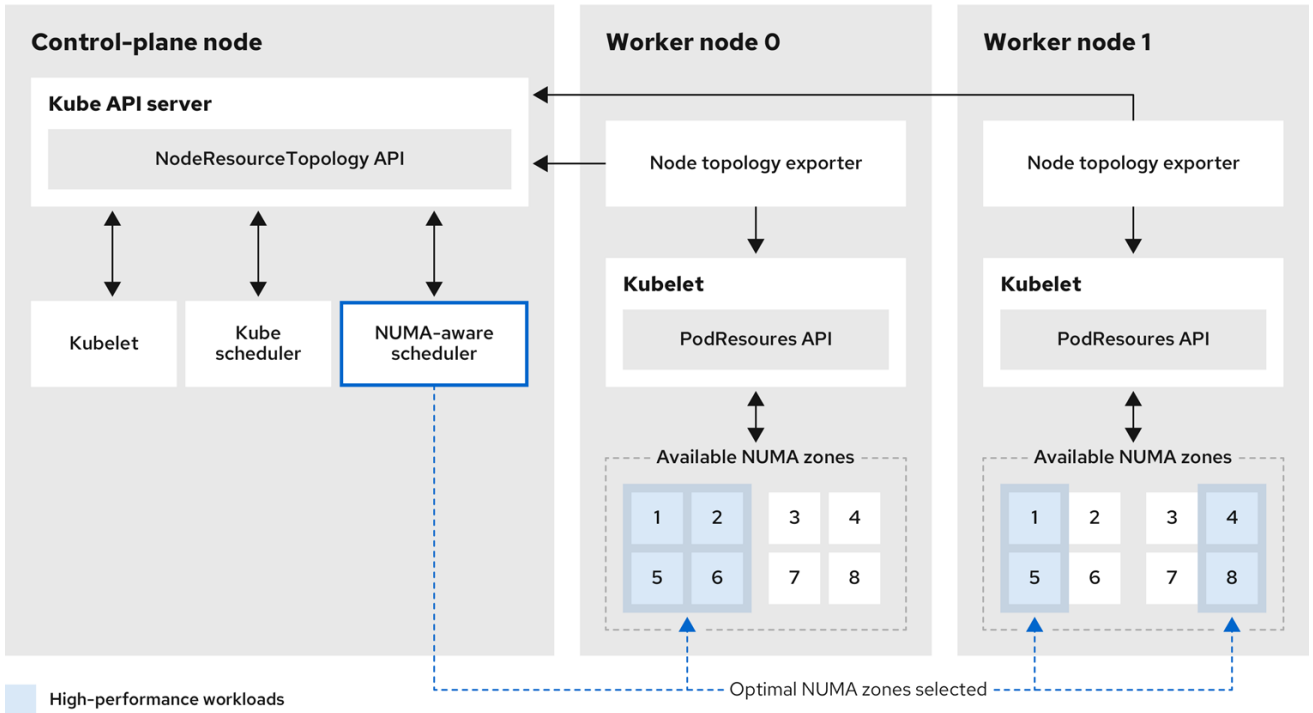 Control-plane node
Kube API server
NodeResourceTopology API
Kubelet
Kube
scheduler
NUMA-aware
scheduler
Worker node 0
Node topology exporter
Kubelet
PodResoures API
Available NUMA zones
1 2 3 4
5 6 7 8
Worker node 1
Node topology exporter
Kubelet
PodResoures API
Available NUMA zones
1 2 3 4
5 6 7 8
Optimal NUMA zones selected
High-performance workloads